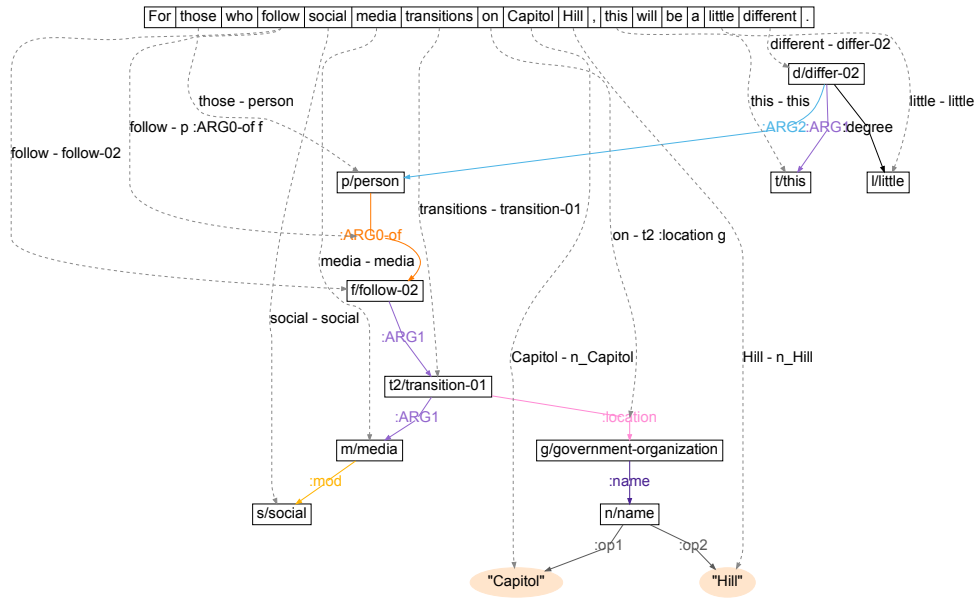 For those who follow social media transitions on Capitol Hill , this will be a little different .
different - differ-02
d/differ-02
those - person
this - this
little - little
follow - p :ARG0-of f
:ARG2
:ARG1
:degree
follow - follow-02
p/person
t/this
l/little
transitions - transition-01
:ARG0-of
on - t2 :location g
media - media
f/follow-02
social - social
:ARG1
Capitol - n_Capitol
Hill - n_Hill
t2/transition-01
:ARG1
:location
m/media
g/government-organization
:mod
:name
s/social
n/name
:op1
:op2
"Capitol"
"Hill"